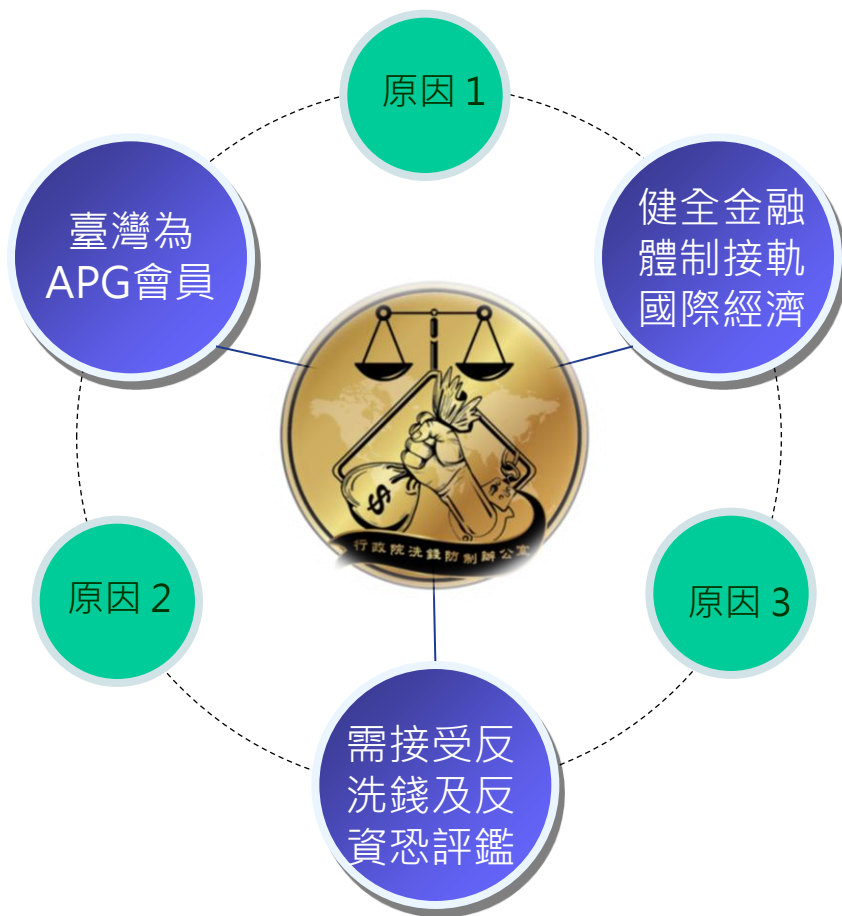 原因 1
臺灣為
APG會員
健全金融
體制接軌
國際經濟
$
行政院洗錢防制辦公室
原因 2
原因 3
需接受反
洗錢及反
資恐評鑑